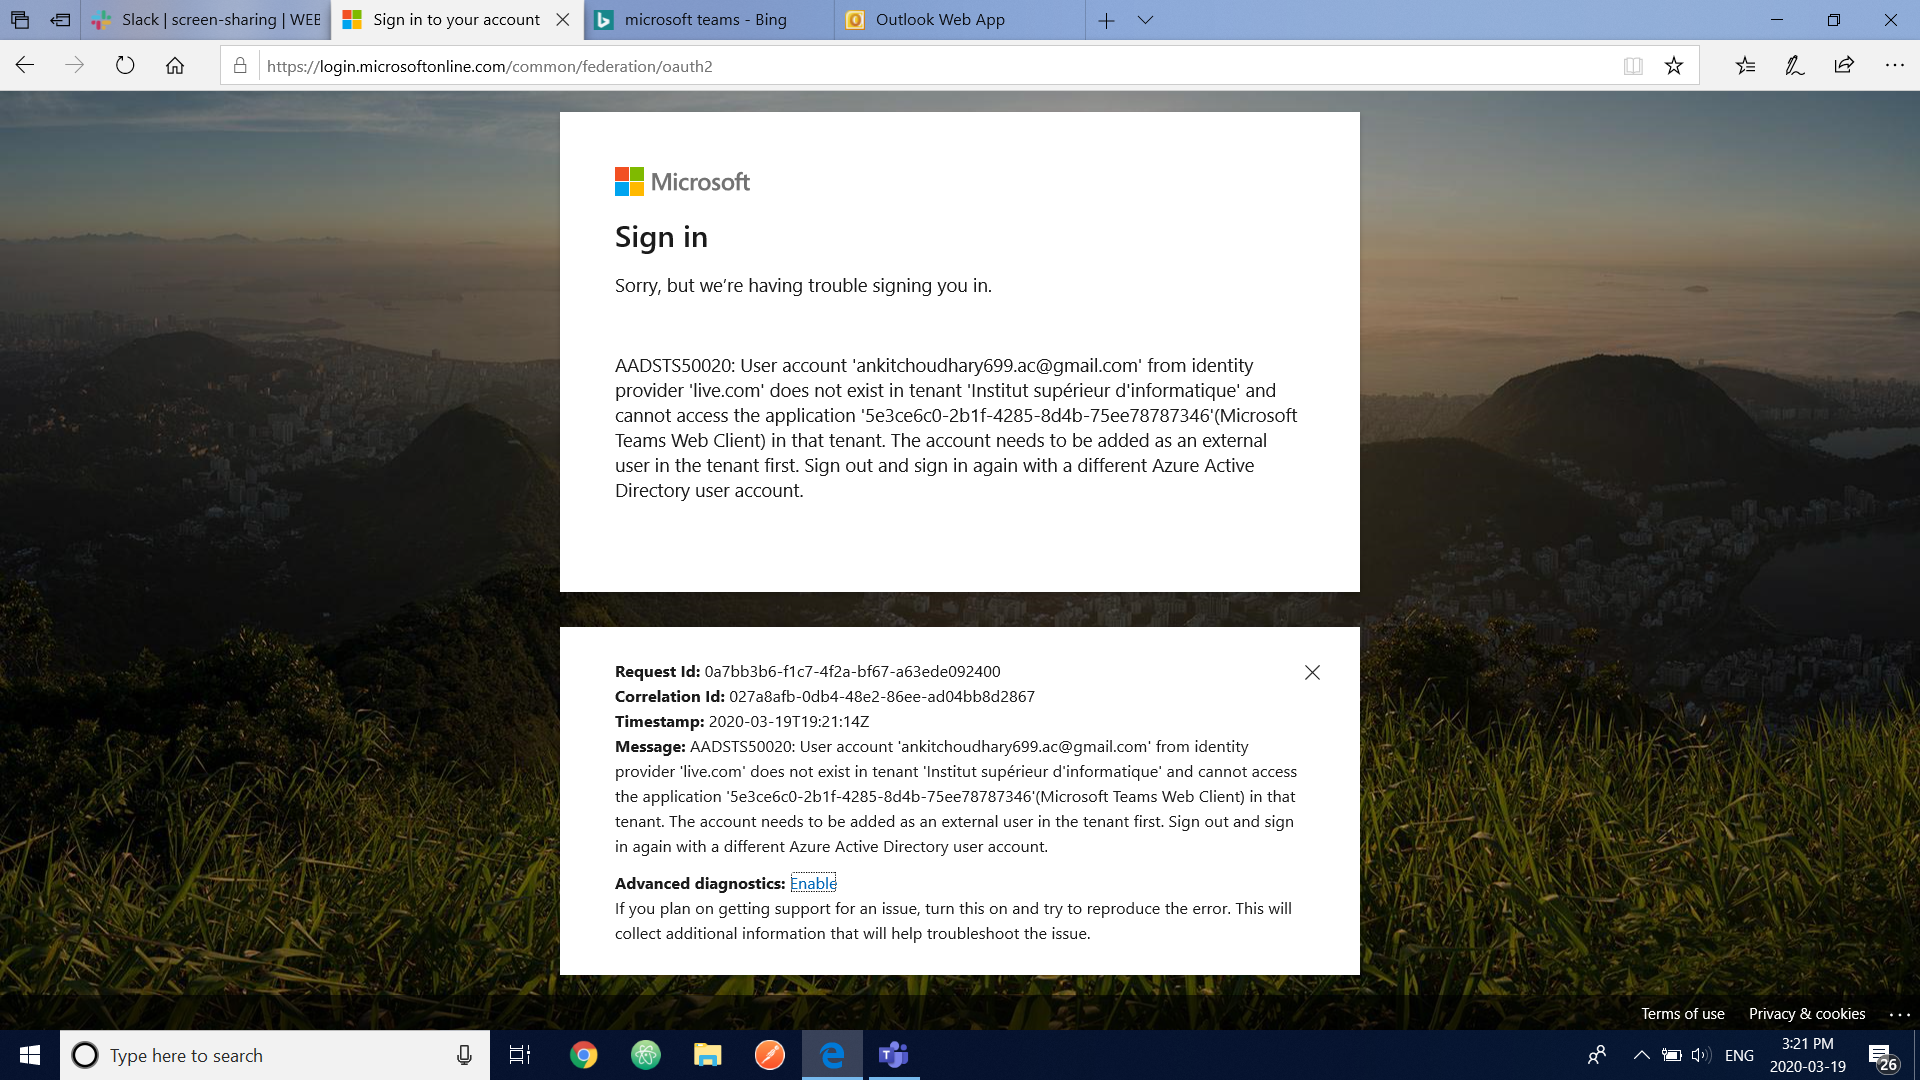 Slack | screen-sharing | WEB
Sign in to your account
microsoft teams - Bing
Outlook Web App
https://login.microsoftonline.com/common/federation/oauth2
Microsoft
Sign in
Sorry, but we're having trouble signing you in.
AADSTS50020: User account 'ankitchoudhary699.ac@gmail.com' from identity
provider 'live.com' does not exist in tenant 'Institut supérieur d'informatique' and
cannot access the application '5e3ce6c0-2b1f-4285-8d4b-75ee78787346'(Microsoft
Teams Web Client) in that tenant. The account needs to be added as an external
user in the tenant first. Sign out and sign in again with a different Azure Active
Directory user account.
Request Id: 0a7bb3b6-f1c7-4f2a-bf67-a63ede092400
Correlation Id: 027a8afb-0db4-48e2-86ee-ad04bb8d2867
Timestamp: 2020-03-19T19:21:14Z
Message: AADSTS50020: User account 'ankitchoudhary699.ac@gmail.com' from identity
provider 'live.com' does not exist in tenant 'Institut supérieur d'informatique' and cannot access
the application '5e3ce6c0-2b1f-4285-8d4b-75ee78787346'(Microsoft Teams Web Client) in that
tenant. The account needs to be added as an external user in the tenant first. Sign out and sign
in again with a different Azure Active Directory user account.
Advanced diagnostics: Enable
If you plan on getting support for an issue, turn this on and try to reproduce the error. This will
collect additional information that will help troubleshoot the issue.
Terms of use Privacy & cookies ...
Type here to search
ENG
3:21 PM
2020-03-19
26